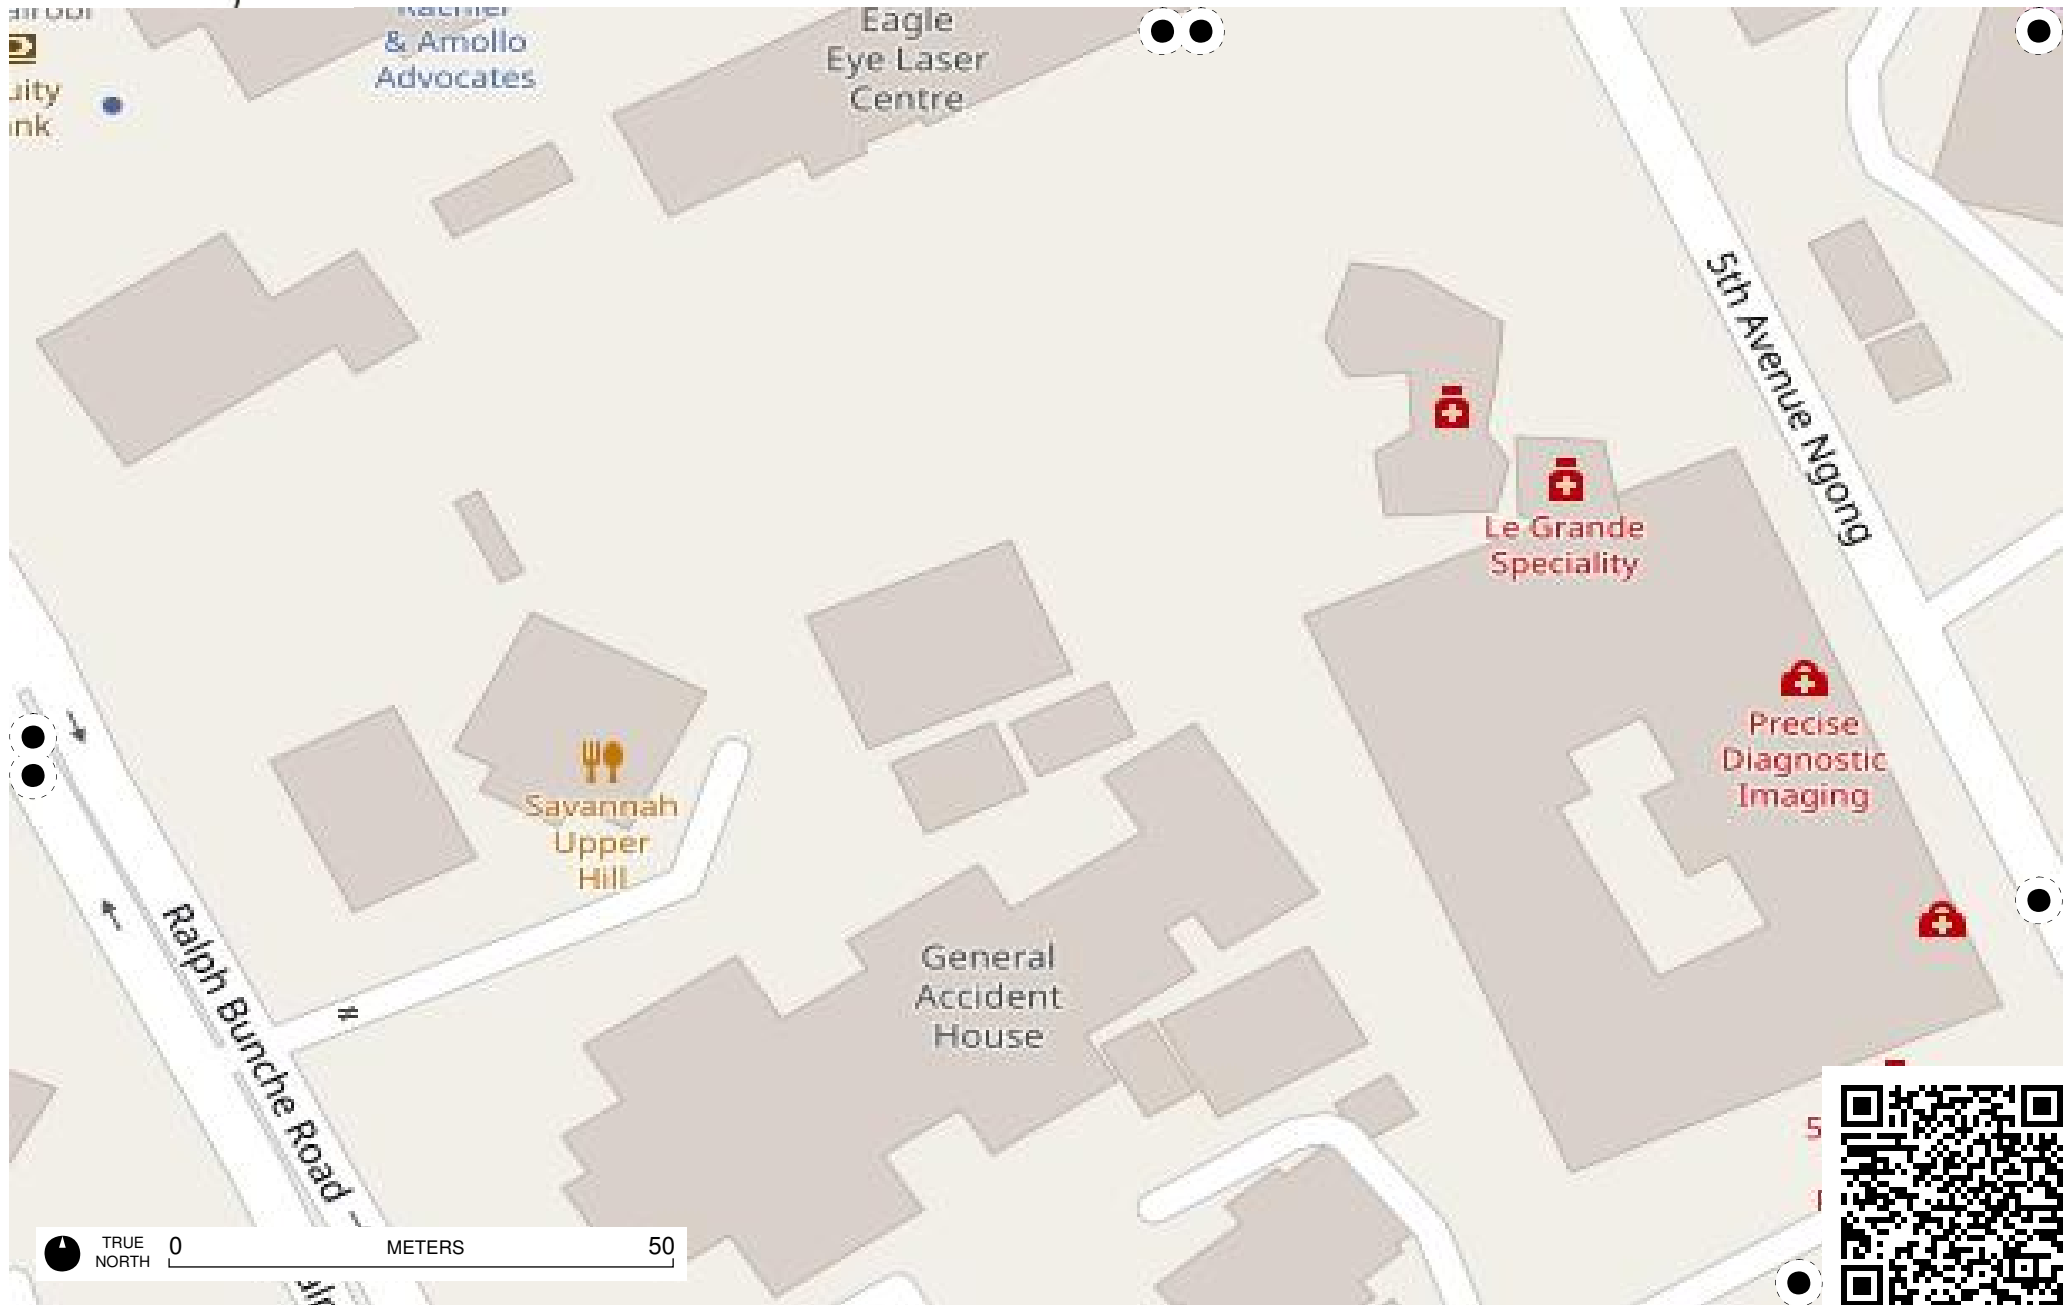 & Amollo
Advocates
Eagle
Eye Laser
Centre
5th Avenue Ngong
Le Grande
Speciality
Precise
Diagnostic
Imaging
Savannah
Upper
Hill
Ralph Bunche Road
General
Accident
House
TRUE
NORTH
0
METERS
50